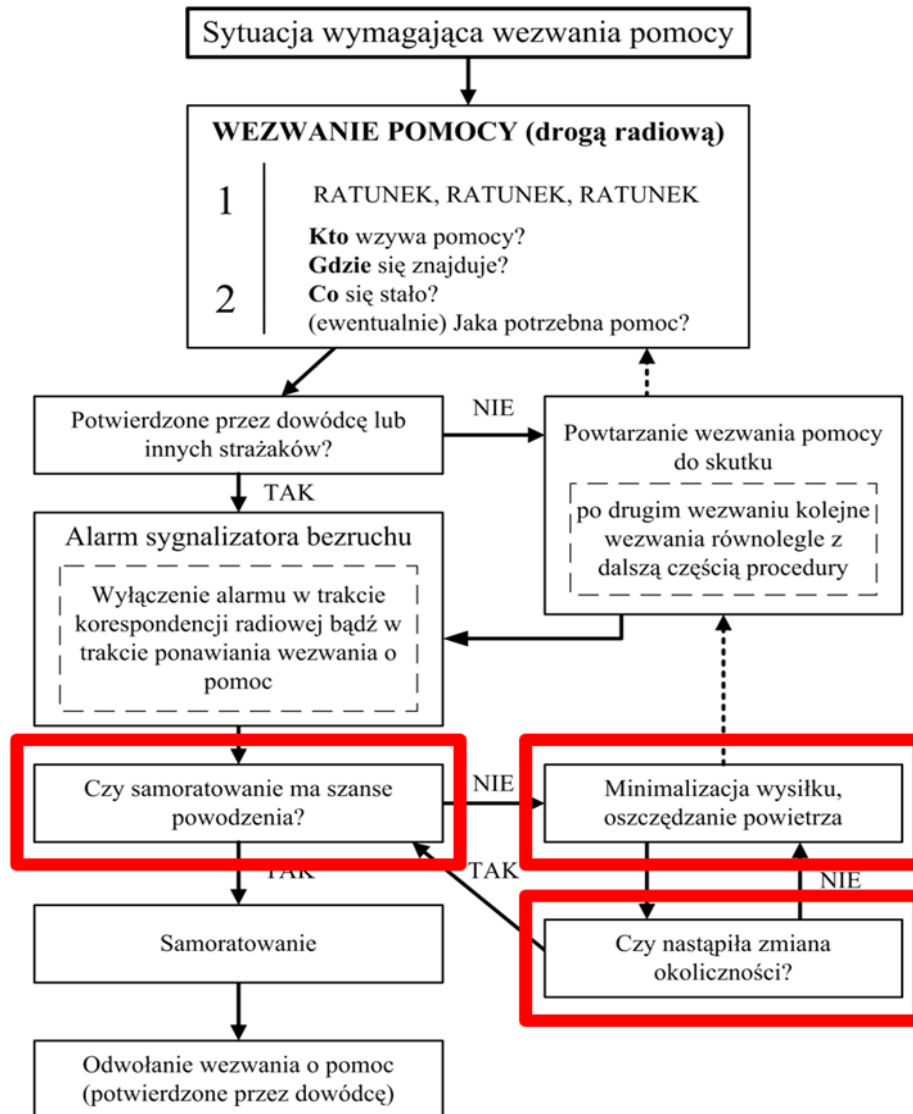 Sytuacja wymagająca wezwania pomocy
WEZWANIE POMOCY (drogą radiową)
1
RATUNEK, RATUNEK, RATUNEK
Kto wzywa pomocy?
Gdzie się znajduje?
2
Co się stało?
(ewentualnie) Jaka potrzebna pomoc?
Potwierdzone przez dowódcę lub
innych strażaków?
NIE
Powtarzanie wezwania pomocy
do skutku
po drugim wezwaniu kolejne
wezwania równolegle z
dalszą częścią procedury
TAK
Alarm sygnalizatora bezruchu
Wyłączenie alarmu w trakcie
korespondencji radiowej bądź w
trakcie ponawiania wezwania o
pomoc
Czy samoratowanie ma szanse
powodzenia?
NIE
Minimalizacja wysiłku,
oszczędzanie powietrza
TAK
TAK
NIE
Samoratowanie
Czy nastąpiła zmiana
okoliczności?
Odwołanie wezwania o pomoc
(potwierdzone przez dowódcę)